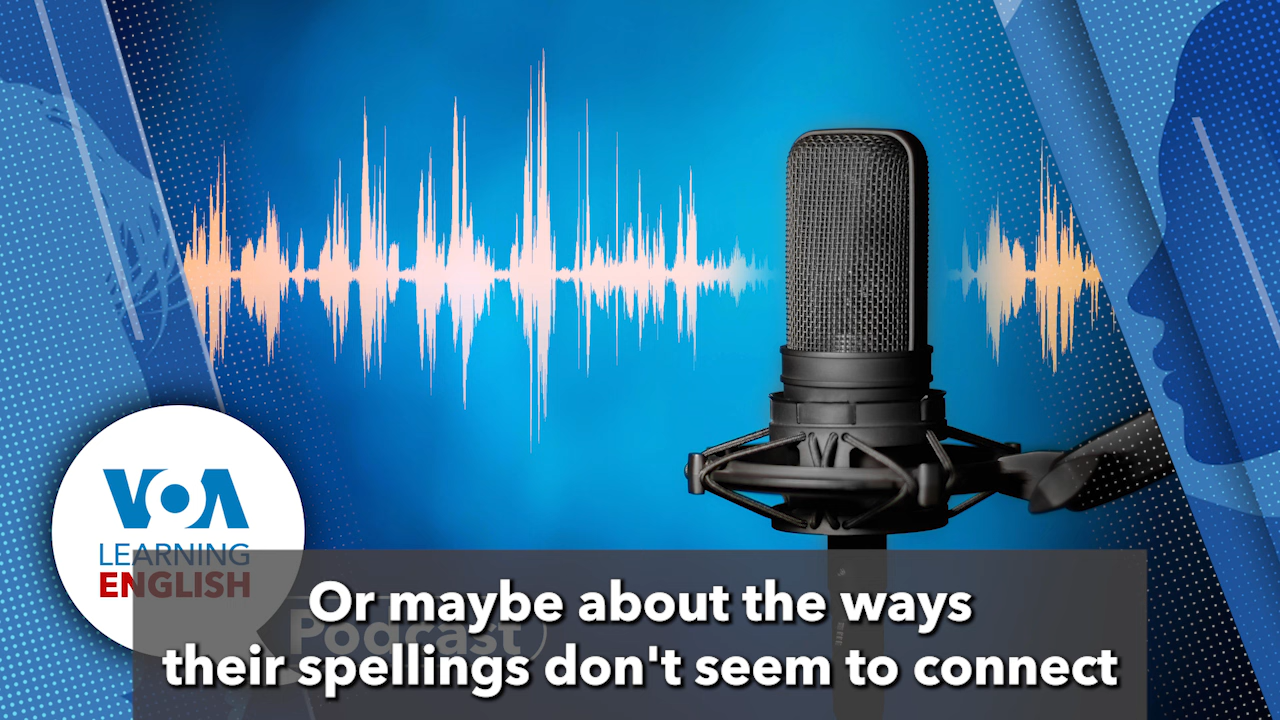 VOA
LEARNING
ENGLISH
Podcast
Or maybe about the ways
their spellings don't seem to connect